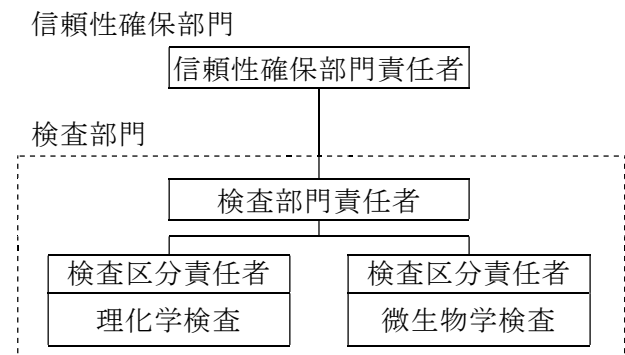 信頼性確保部門
信頼性確保部門責任者
検査部門
検査部門責任者
検査区分責任者
理化学検査
検査区分責任者
微生物学検査